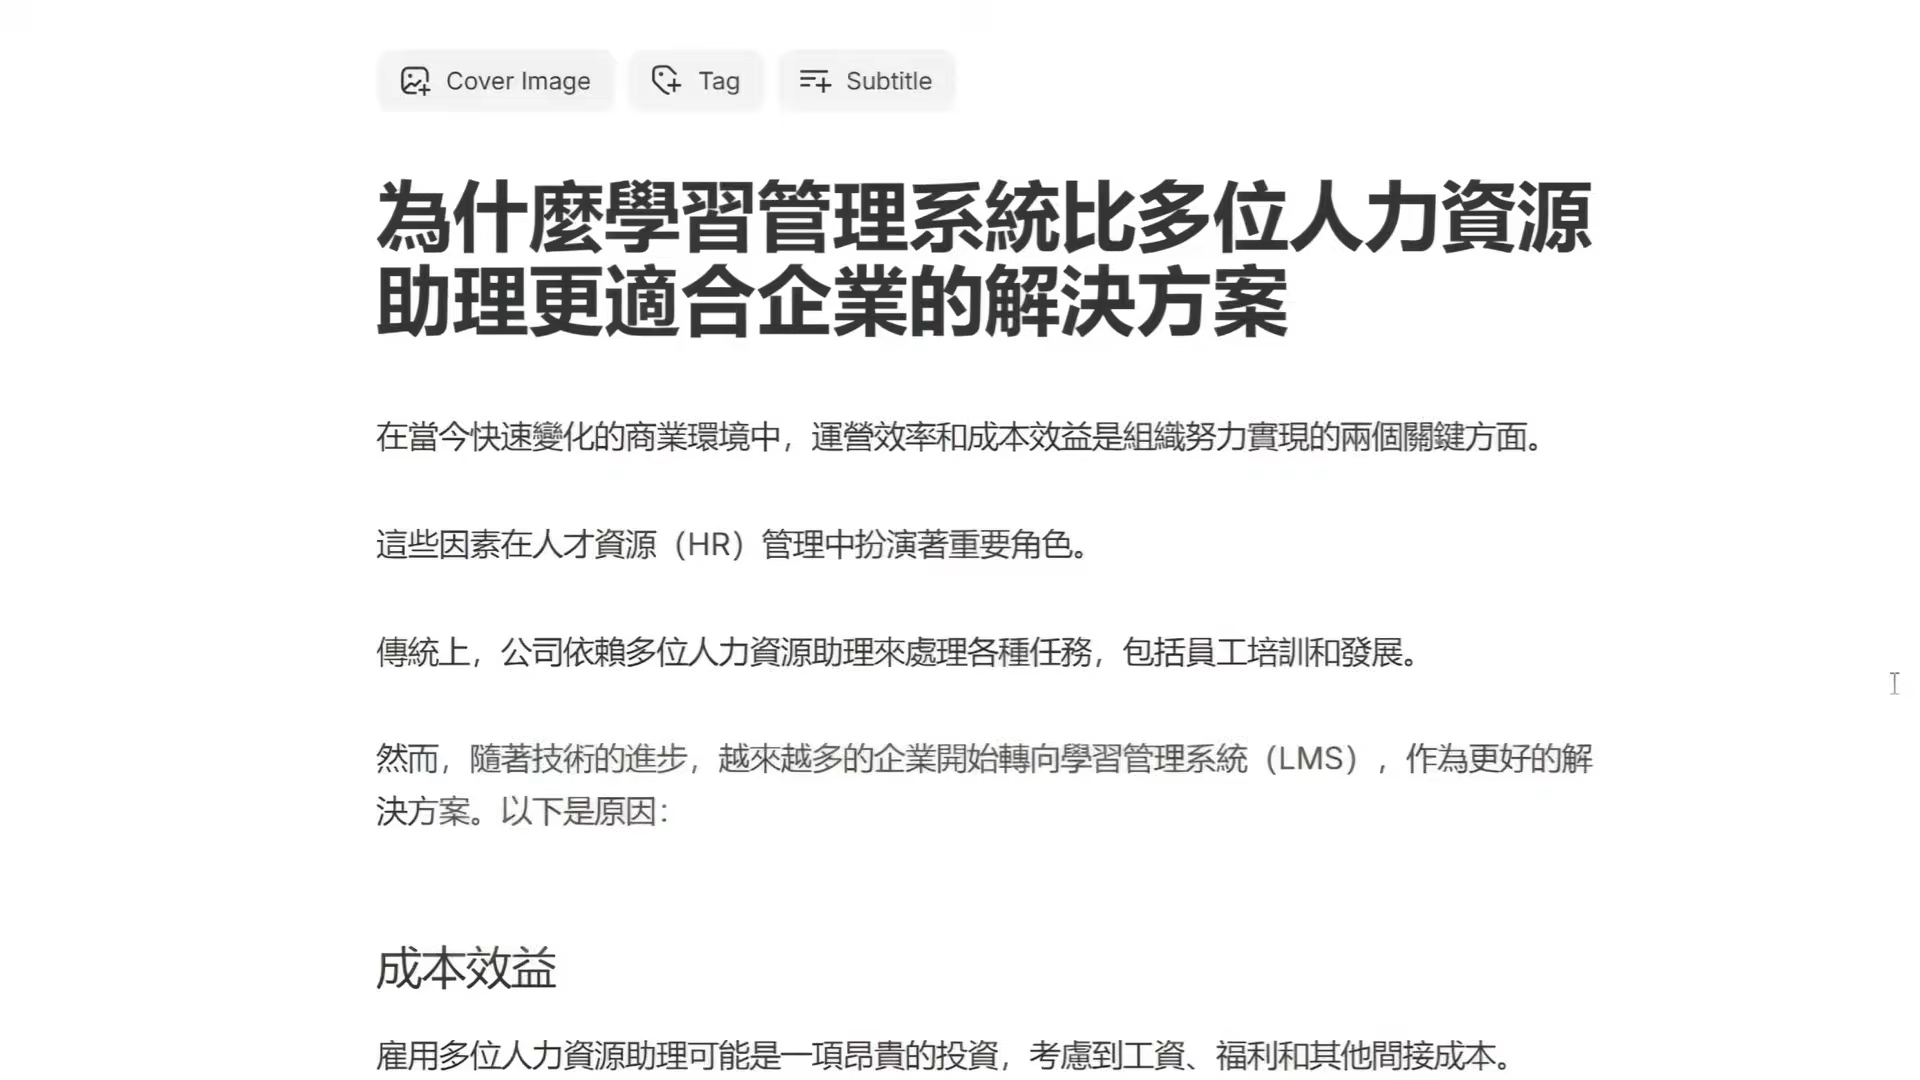 Cover Image
Tag
Subtitle
為什麼學習管理系統比多位人力資源
助理更適合企業的解決方案
在當今快速變化的商業環境中，運營效率和成本效益是組織努力實現的兩個關鍵方面。
這些因素在人才資源（HR）管理中扮演著重要角色。
傳統上，公司依賴多位人力資源助理來處理各種任務，包括員工培訓和發展。
然而，隨著技術的進步，越來越多的企業開始轉向學習管理系統（LMS），作為更好的解
決方案。以下是原因：
成本效益
雇用多位人力資源助理可能是一項昂貴的投資，考慮到工資、福利和其他間接成本。